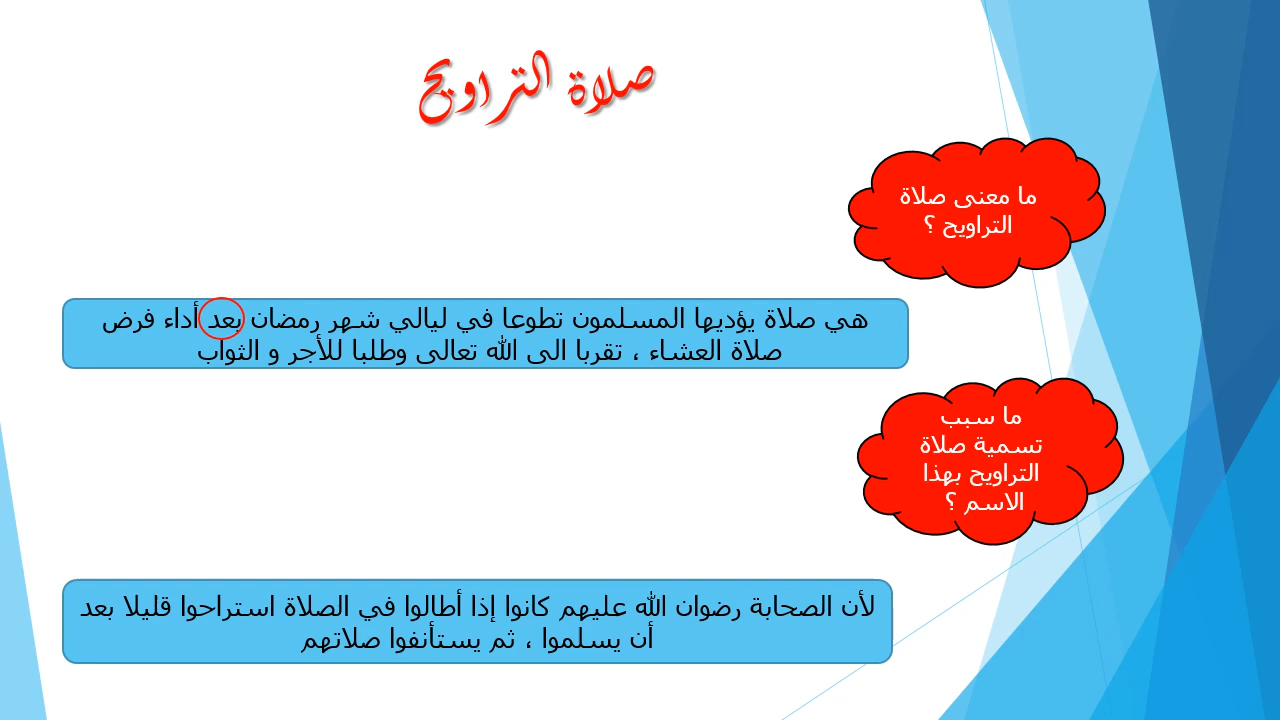 صلاة التراويح
ما معنى صلاة
التراويح ؟
هي صلاة يؤديها المسلمون تطوعا في ليالي شهر رمضان بعد أداء فرض
صلاة العشاء ، تقربا الى الله تعالى وطلبا للأجر و الثواب
ما سبب
تسمية صلاة
التراويح بهذا
الاسم ؟
لأن الصحابة رضوان الله عليهم كانوا إذا أطالوا في الصلاة استراحوا قليلا بعد
أن يسلموا ، ثم يستأنفوا صلاتهم